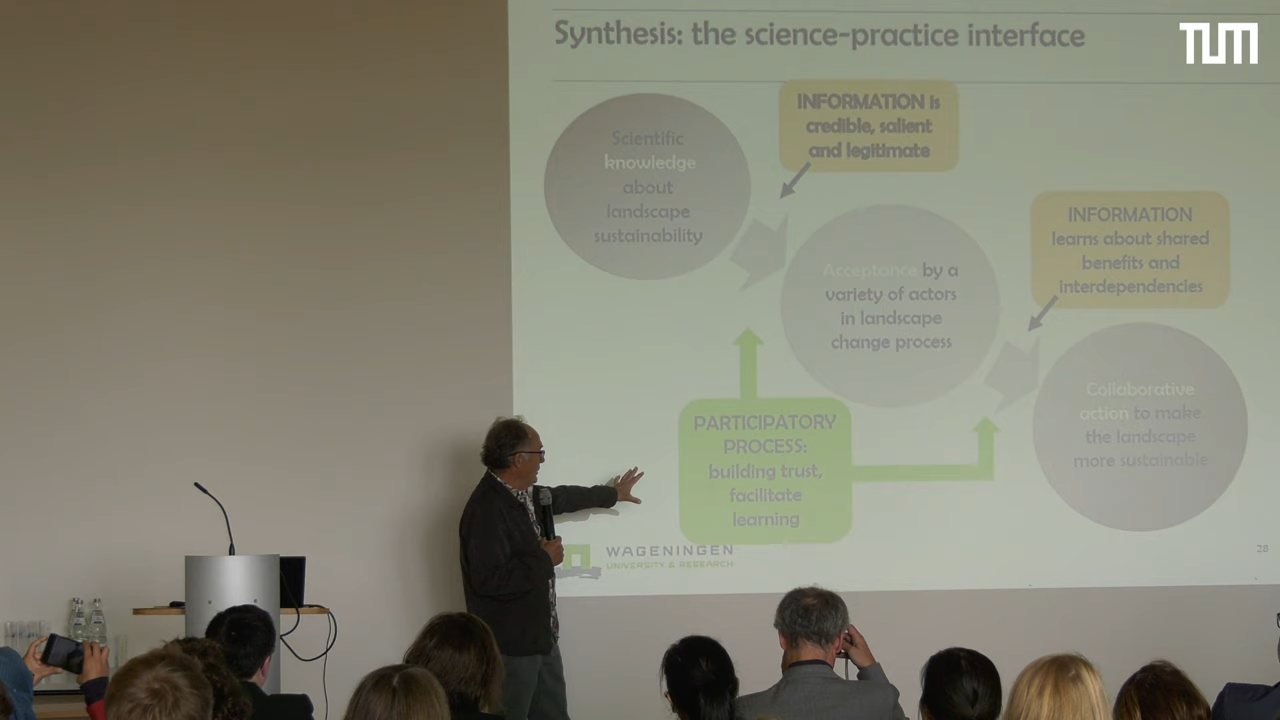 Synthesis: the science-practice interface
TUM
Scientific
knowledge
about
landscape
sustainability
INFORMATION is
credible, salient
and legitimate
Acceptance by a
variety of actors
in landscape
change process
INFORMATION
learns about shared
benefits and
interdependencies
PARTICIPATORY
PROCESS:
building trust,
facilitate
learning
Collaborative
action to make
the landscape
more sustainable
WAGENINGEN
UNIVERSITY & RESEARCH
28